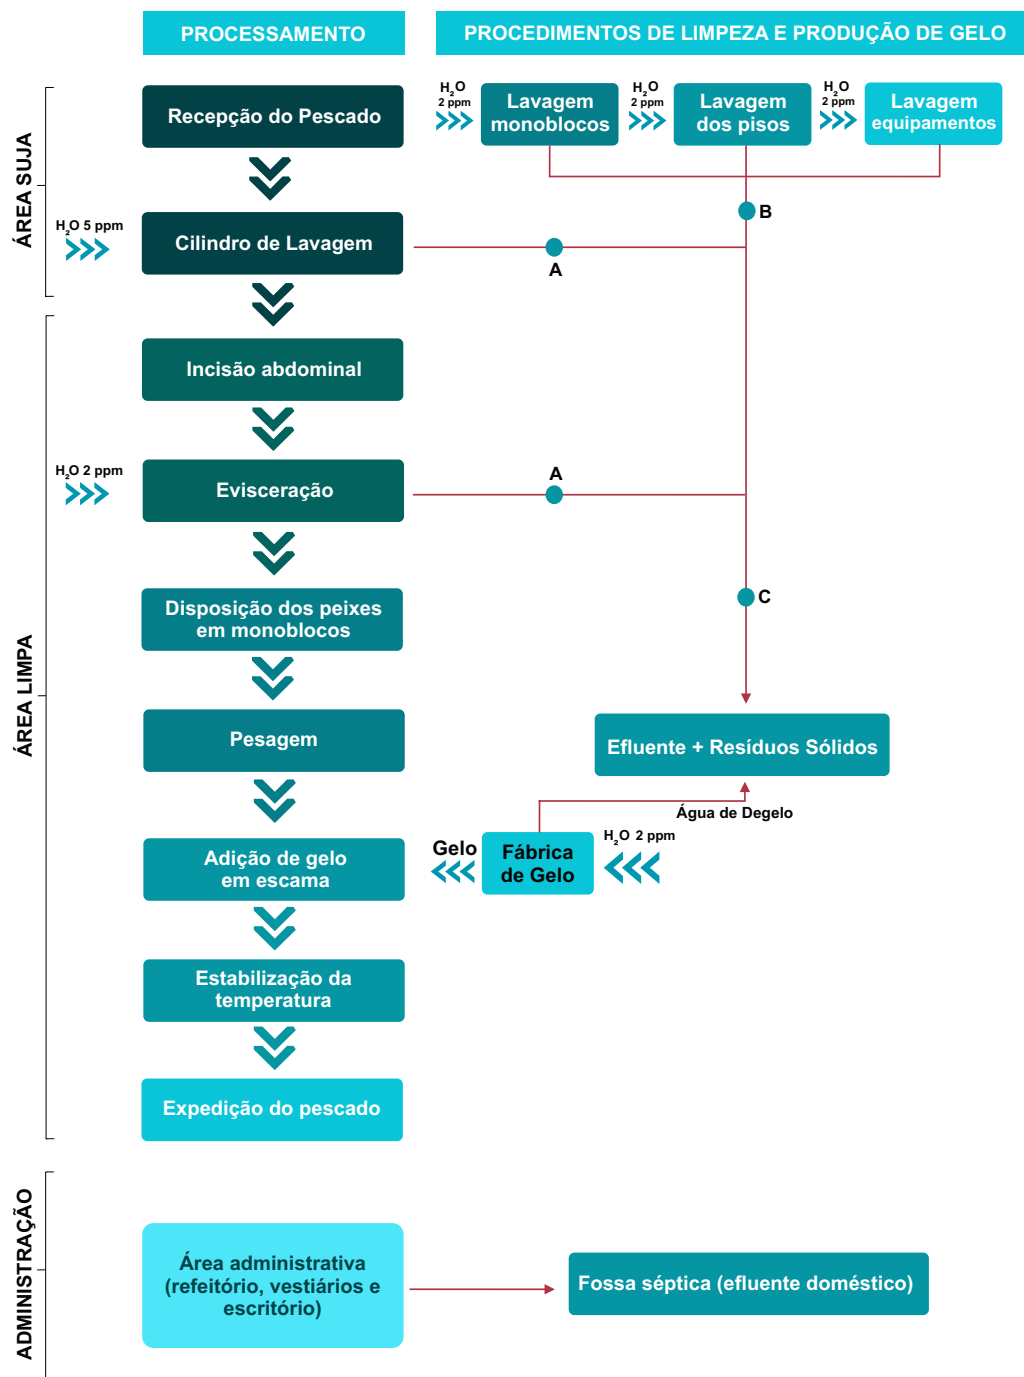 PROCESSAMENTO
PROCEDIMENTOS DE LIMPEZA E PRODUÇÃO DE GELO
ÁREA SUJA
Recepção do Pescado
H₂O
2 ppm
Lavagem
monoblocos
H₂O
2 ppm
Lavagem
dos pisos
H₂O
2 ppm
Lavagem
equipamentos
B
H₂O 5 ppm
Cilindro de Lavagem
A
ÁREA LIMPA
Incisão abdominal
H₂O 2 ppm
Evisceração
A
C
Disposição dos peixes
em monoblocos
Pesagem
Efluente + Resíduos Sólidos
Água de Degelo
Adição de gelo
em escama
Gelo
Fábrica
de Gelo
H₂O 2 ppm
Estabilização da
temperatura
Expedição do pescado
ADMINISTRAÇÃO
Área administrativa
(refeitório, vestiários e
escritório)
Fossa séptica (efluente doméstico)